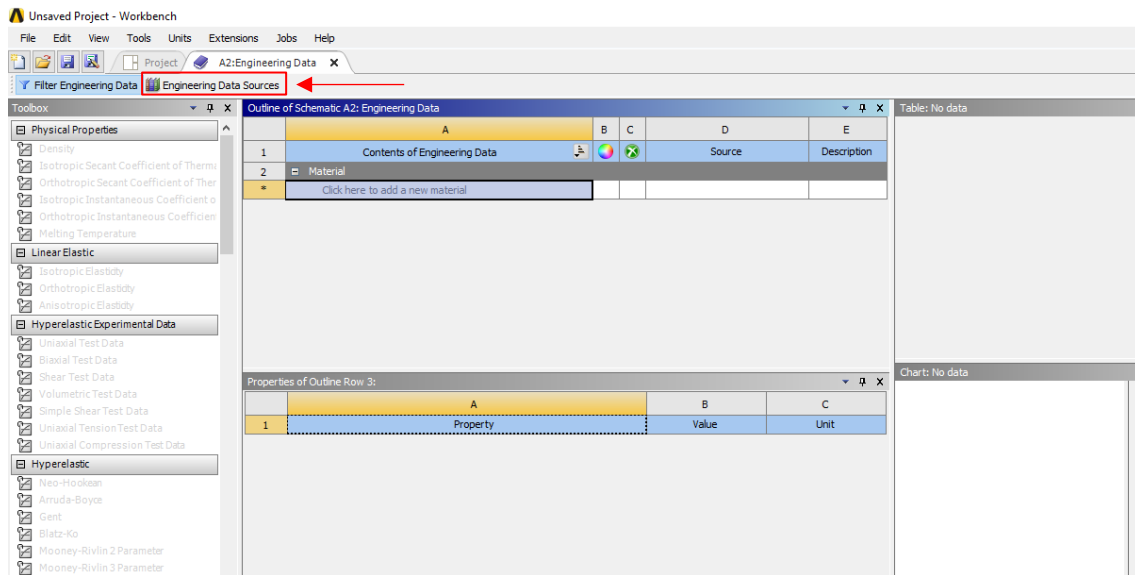 Unsaved Project - Workbench
File Edit View Tools Units Extensions Jobs Help
Project A2:Engineering Data
Filter Engineering Data Engineering Data Sources
Toolbox
Physical Properties
Density
Isotropic Secant Coefficient of Therma
Orthotropic Secant Coefficient of Ther
Isotropic Instantaneous Coefficient o
Orthotropic Instantaneous Coefficien
Melting Temperature
Linear Elastic
Isotropic Elasticity
Orthotropic Elasticity
Anisotropic Elasticity
Hyperelastic Experimental Data
Uniaxial Test Data
Biaxial Test Data
Shear Test Data
Volumetric Test Data
Simple Shear Test Data
Uniaxial Tension Test Data
Uniaxial Compression Test Data
Hyperelastic
Neo-Hookean
Arruda-Boyce
Gent
Blatz-Ko
Mooney-Rivlin 2 Parameter
Mooney-Rivlin 3 Parameter
Outline of Schematic A2: Engineering Data
A B C D E
1 Contents of Engineering Data Source Description
2 Material
* Click here to add a new material
Properties of Outline Row 3:
A B C
1 Property Value Unit
Table: No data
Chart: No data